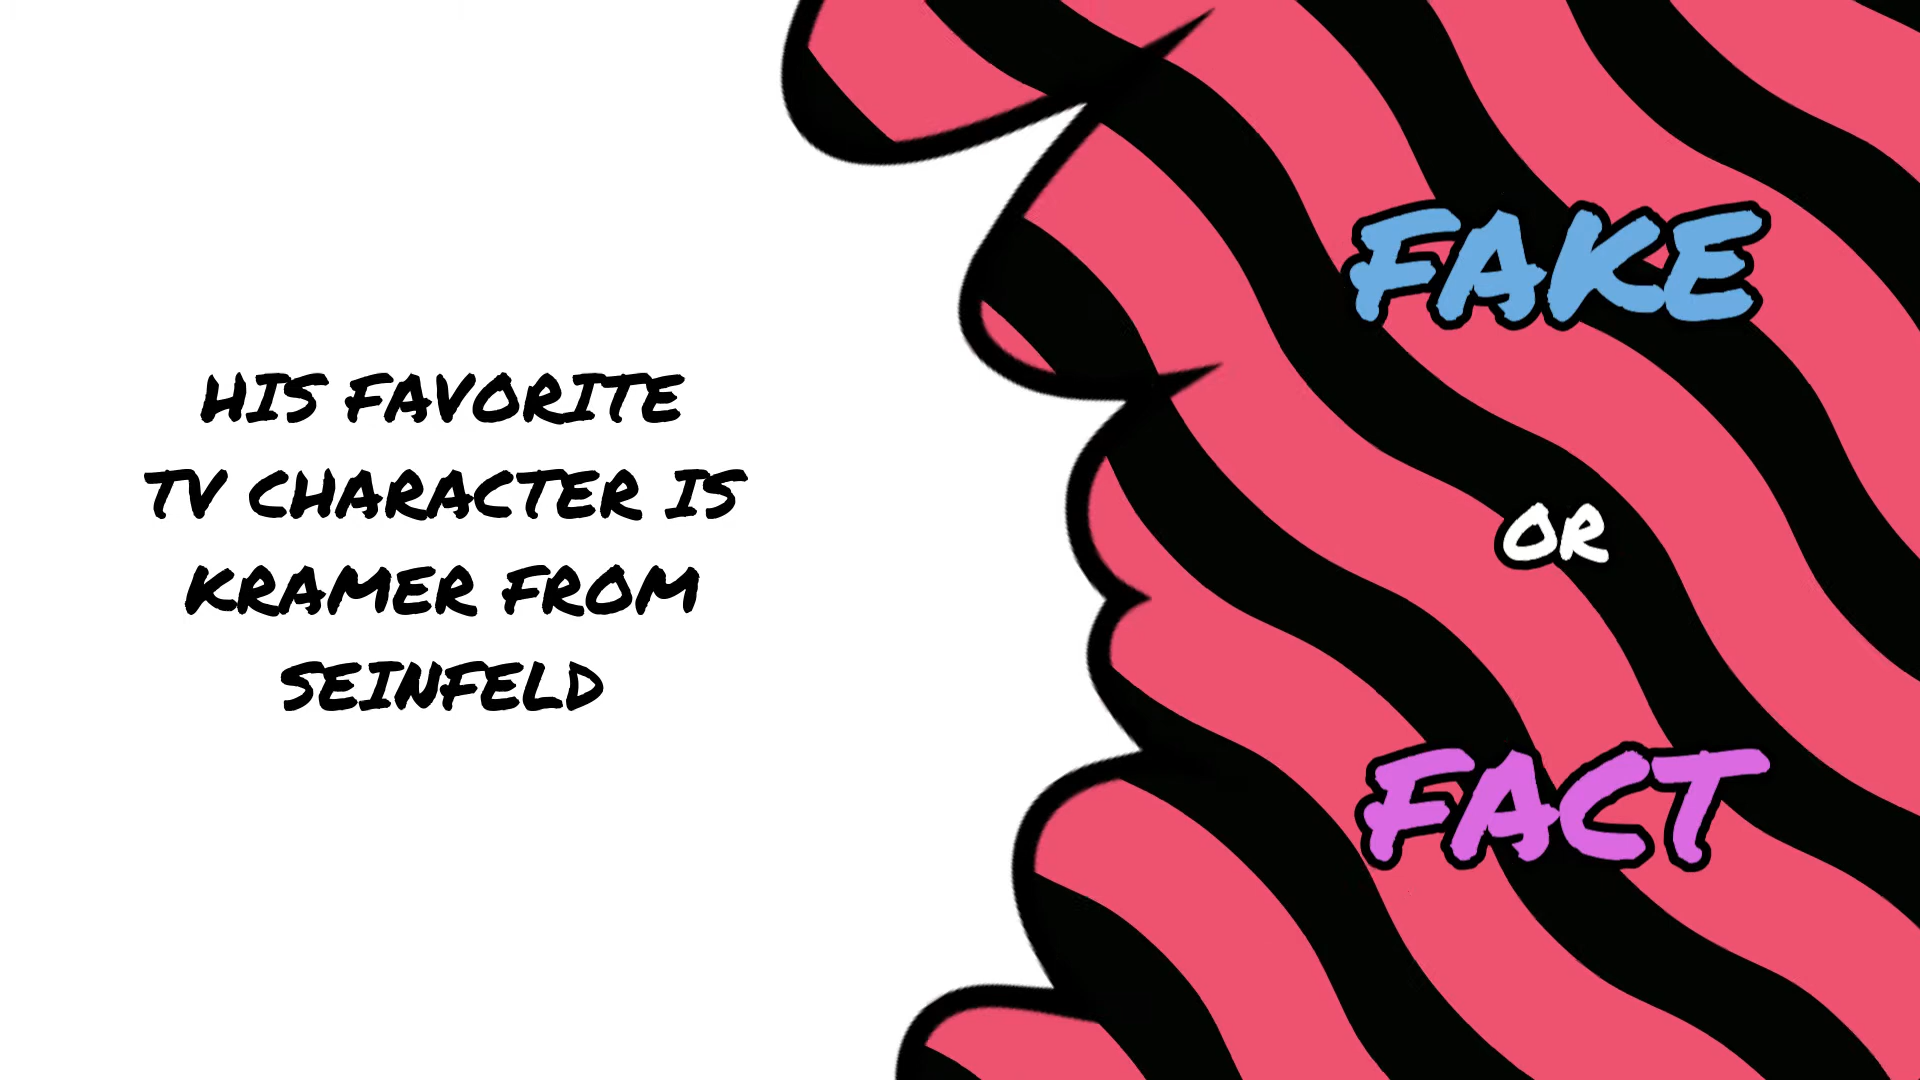 HIS FAVORITE
TV CHARACTER IS
KRAMER FROM
SEINFELD
FAKE
OR
FACT